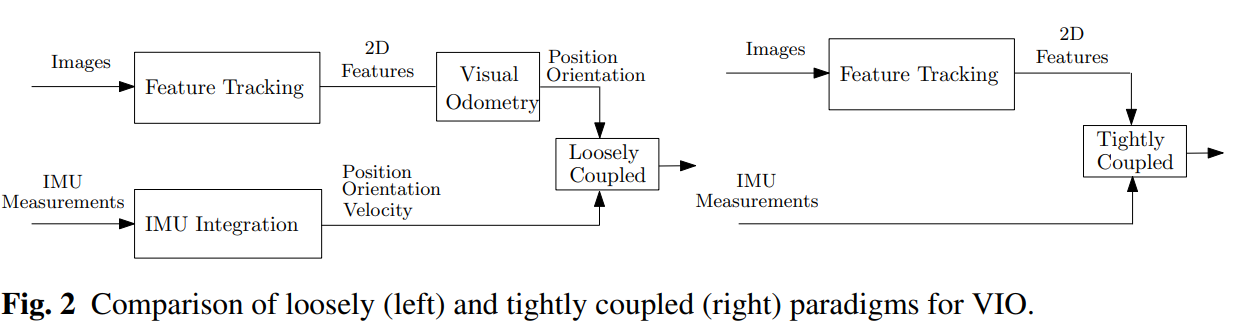 Images
Feature Tracking
2D
Features
Visual
Odometry
Position
Orientation
Loosely
Coupled
IMU
Measurements
IMU Integration
Position
Orientation
Velocity
Images
Feature Tracking
2D
Features
Tightly
Coupled
IMU
Measurements
Fig. 2 Comparison of loosely (left) and tightly coupled (right) paradigms for VIO.